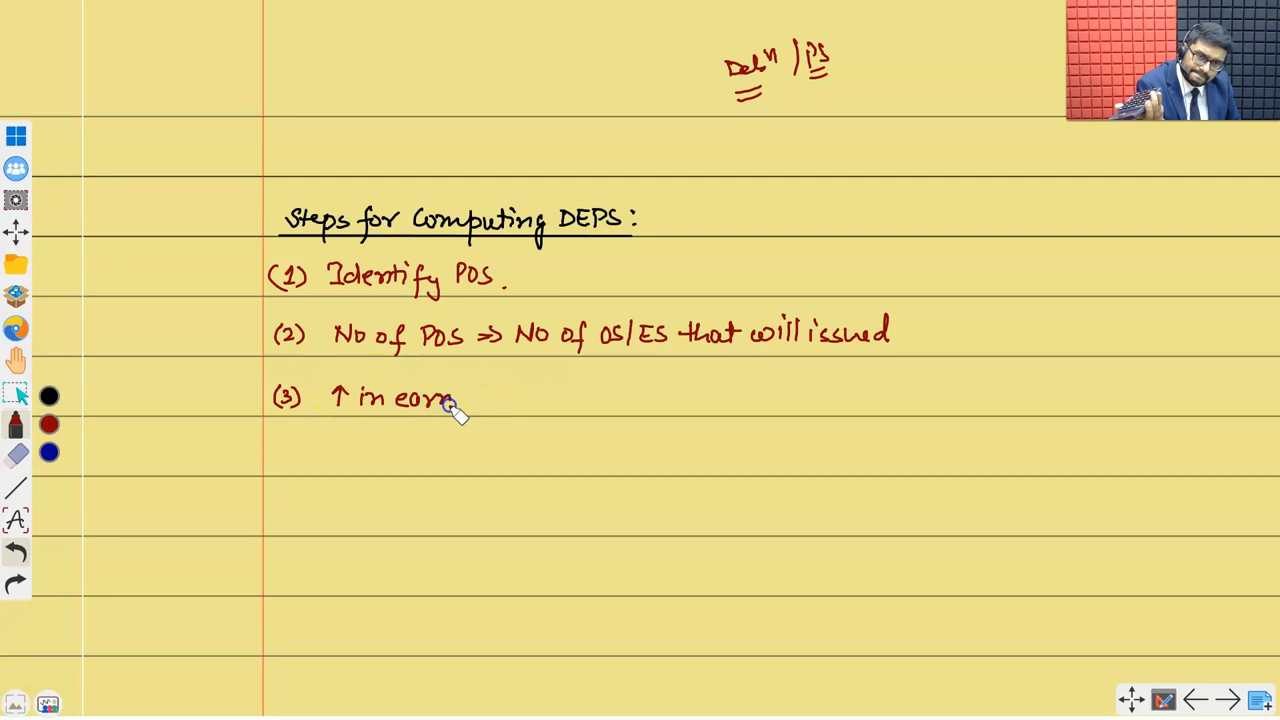 Debⁿ / PS
Steps for Computing DEPS:
(1) Identify POS.
(2) No of POS ⇒ No of OS/ES that will issued
(3) ↑ in earn